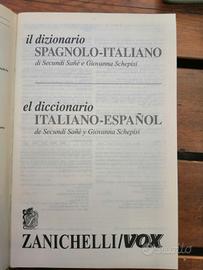 il dizionario
SPAGNOLO-ITALIANO
di Secundí Sañé e Giovanna Schepisi
el diccionario
ITALIANO-ESPAÑOL
de Secundí Sañé y Giovanna Schepisi
ZANICHELLI/VOX
subito